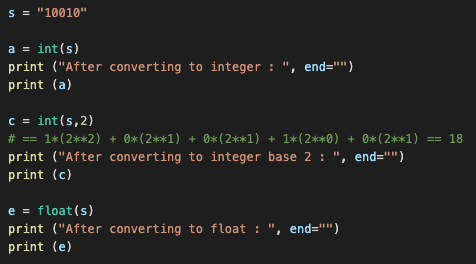 s = "10010"
a = int(s)
print ("After converting to integer : ", end="")
print (a)
c = int(s,2)
# == 1*(2**2) + 0*(2**1) + 0*(2**1) + 1*(2**0) + 0*(2**1) == 18
print ("After converting to integer base 2 : ", end="")
print (c)
e = float(s)
print ("After converting to float : ", end="")
print (e)